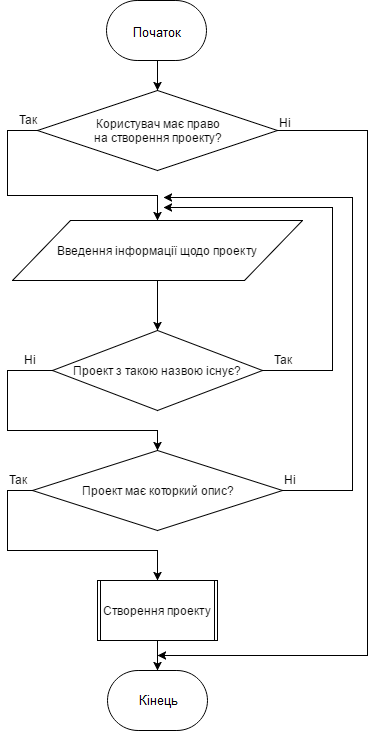 Початок
Користувач має право
на створення проекту?
Так
Ні
Введення інформації щодо проекту
Проект з такою назвою існує?
Ні
Так
Проект має которкий опис?
Так
Ні
Створення проекту
Кінець